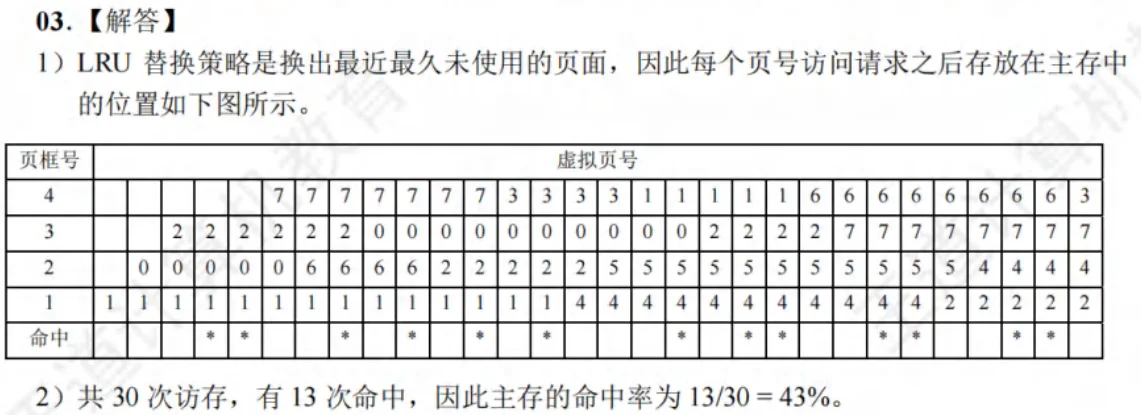 03.【解答】
1）LRU 替换策略是换出最近最久未使用的页面，因此每个页号访问请求之后存放在主存中
的位置如下图所示。
页框号 虚拟页号
4 7 7 7 7 7 7 7 3 3 3 3 1 1 1 1 1 6 6 6 6 6 6 6 6 3
3 2 2 2 2 2 2 0 0 0 0 0 0 0 0 0 0 2 2 2 2 7 7 7 7 7 7 7 7
2 0 0 0 0 0 6 6 6 6 2 2 2 2 2 5 5 5 5 5 5 5 5 5 5 5 4 4 4 4
1 1 1 1 1 1 1 1 1 1 1 1 1 1 1 4 4 4 4 4 4 4 4 4 4 4 2 2 2 2 2
命中 * * * * * * * * * * * * *
2）共 30 次访存，有 13 次命中，因此主存的命中率为 13/30 = 43%。